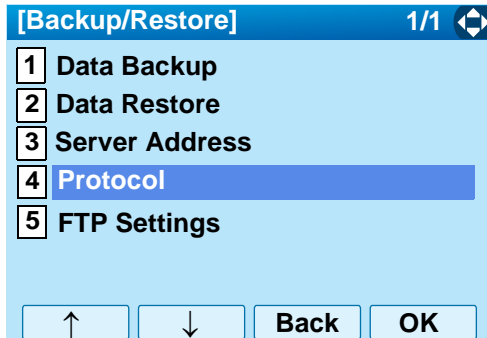 [Backup/Restore] 1/1
1 Data Backup
2 Data Restore
3 Server Address
4 Protocol
5 FTP Settings
↑ ↓ Back OK